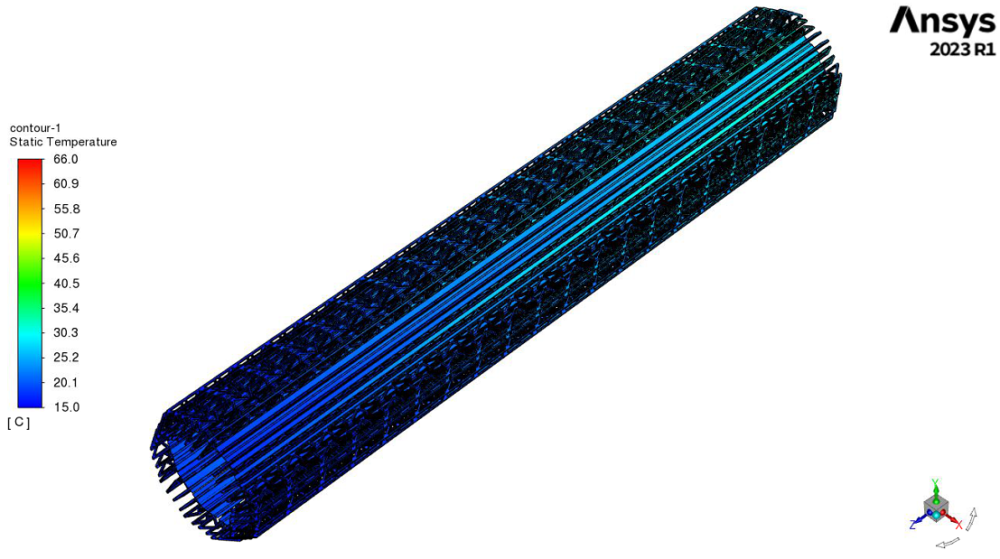 Ansys
2023 R1
contour-1
Static Temperature
66.0
60.9
55.8
50.7
45.6
40.5
35.4
30.3
25.2
20.1
15.0
[ C ]
Y
Z
X